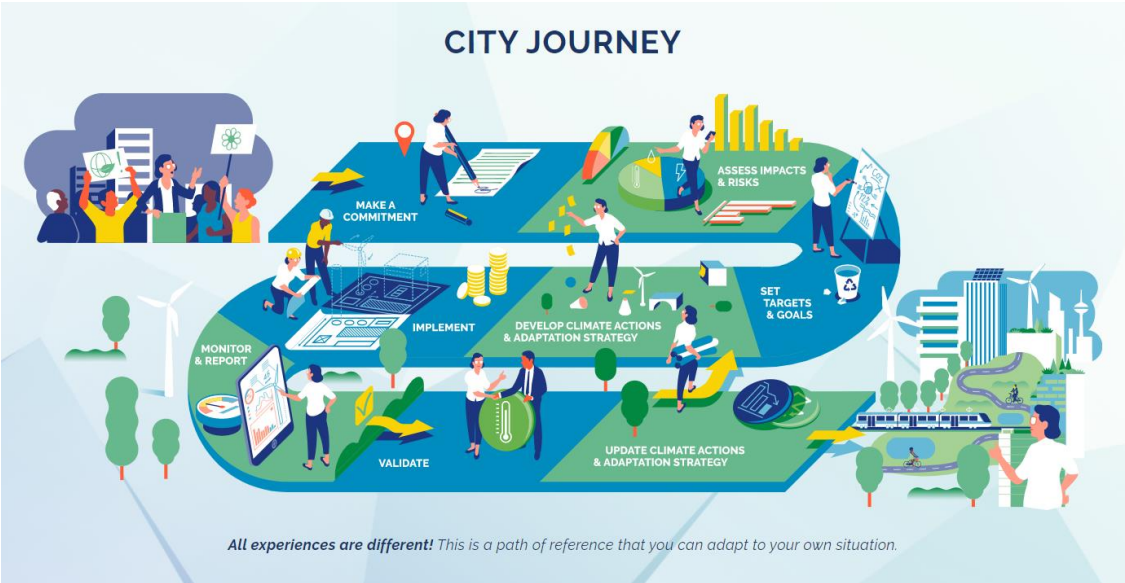 CITY JOURNEY
MAKE A
COMMITMENT
ASSESS IMPACTS
& RISKS
SET
TARGETS
& GOALS
DEVELOP CLIMATE ACTIONS
& ADAPTATION STRATEGY
IMPLEMENT
MONITOR
& REPORT
VALIDATE
UPDATE CLIMATE ACTIONS
& ADAPTATION STRATEGY
All experiences are different! This is a path of reference that you can adapt to your own situation.